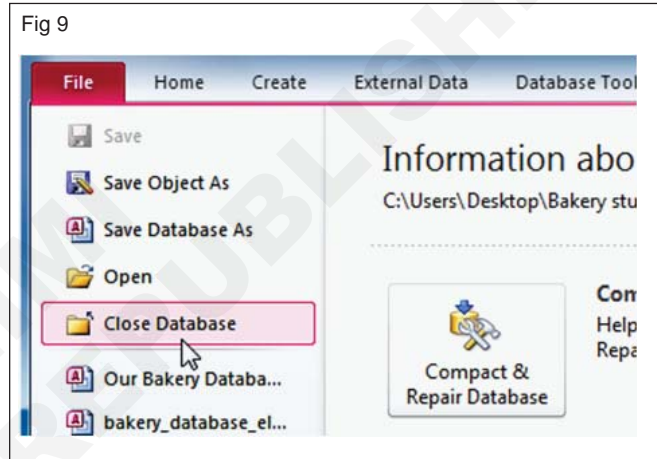 Fig 9
File Home Create External Data Database Tool
Save
Save Object As
Save Database As
Open
Close Database
Our Bakery Databa...
bakery_database_el...
Information abo
C:\Users\Desktop\Bakery stu
Compact &
Repair Database
Com
Help
Repa